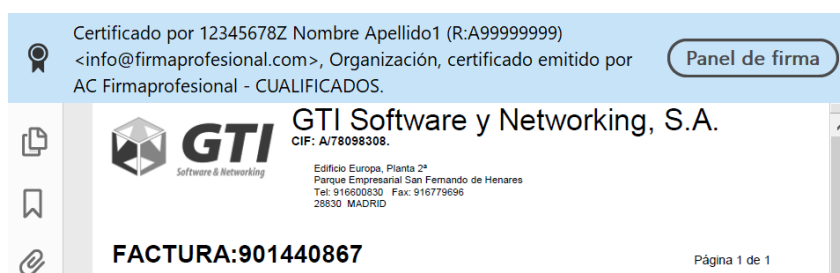 Certificado por 12345678Z Nombre Apellido1 (R:A99999999)
<info@firmaprofesional.com>, Organización, certificado emitido por
AC Firmaprofesional - CUALIFICADOS.
Panel de firma
GTI
Software & Networking
GTI Software y Networking, S.A.
CIF: A/78098308.
Edificio Europa, Planta 2ª
Parque Empresarial San Fernando de Henares
Tel: 916600830 Fax: 916779696
28830 MADRID
FACTURA:901440867
Página 1 de 1